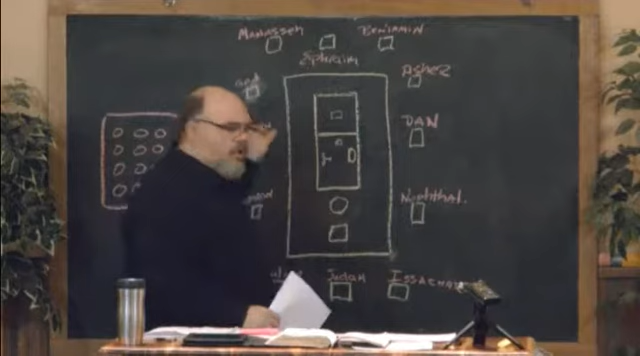 Manasseh
Benjamin
Ephraim
Asher
Gad
DAN
Naphthal.
Judah
Issachar